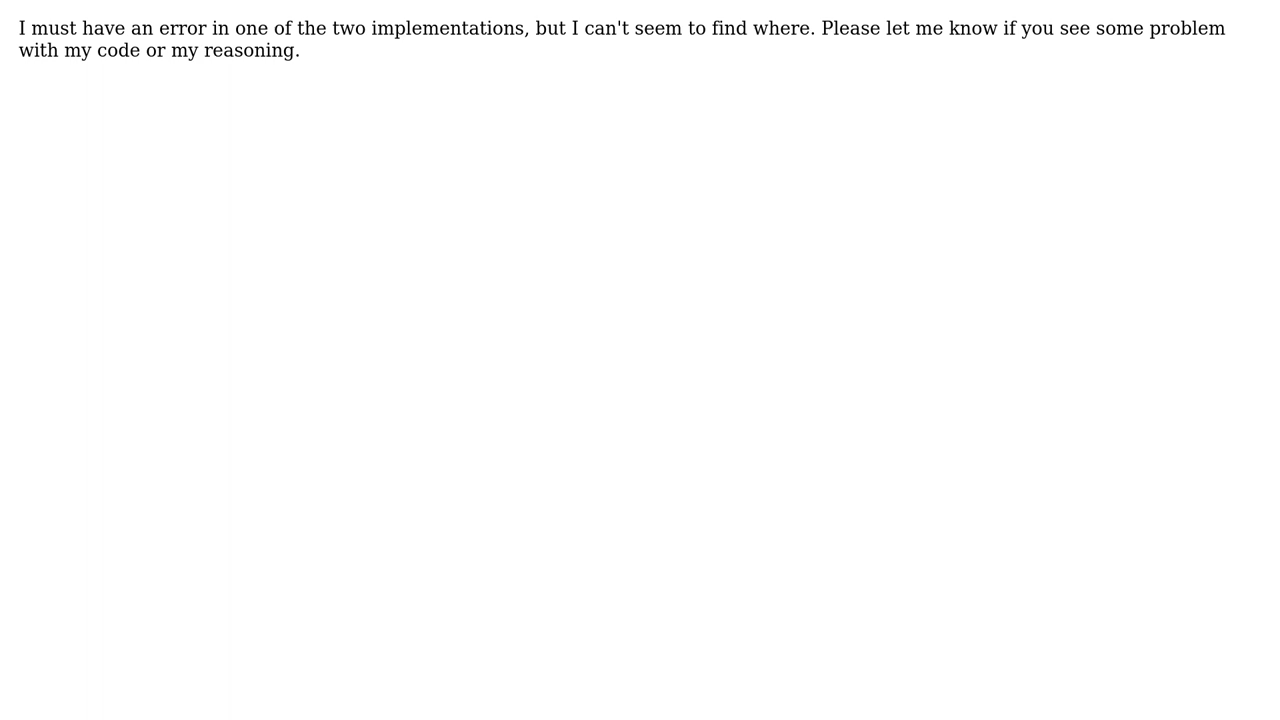 I must have an error in one of the two implementations, but I can't seem to find where. Please let me know if you see some problem
with my code or my reasoning.